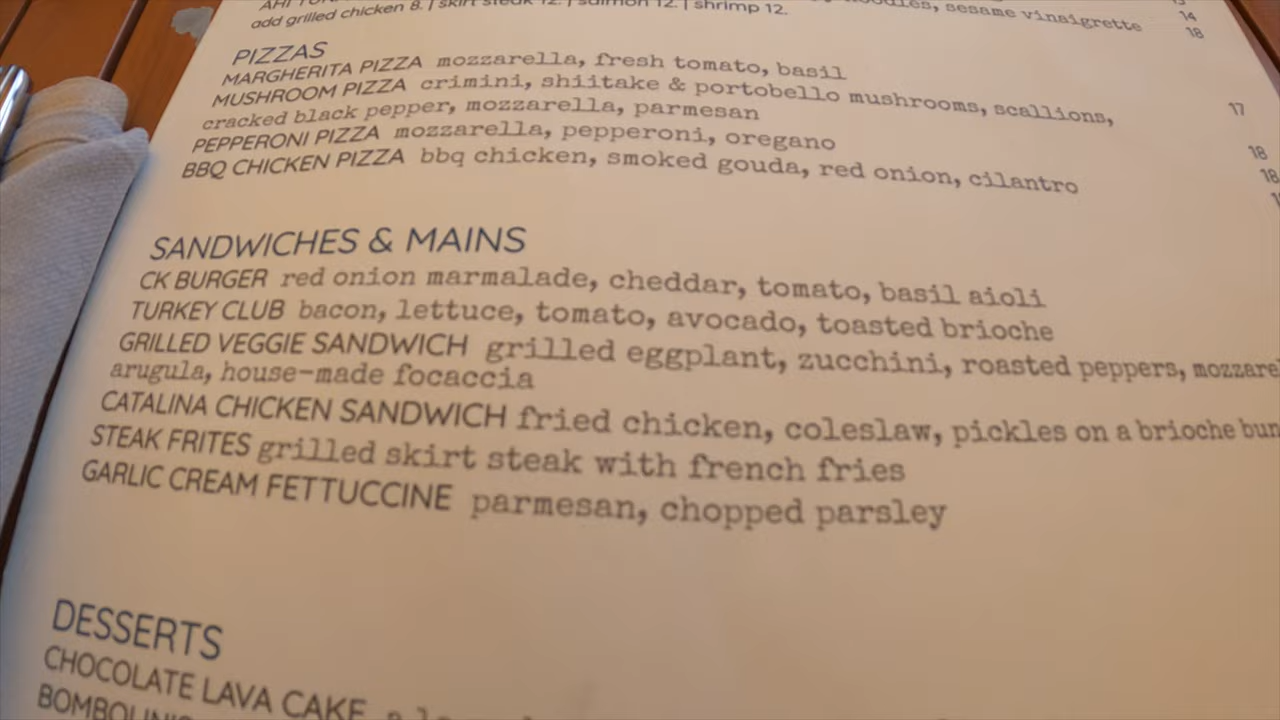 add grilled chicken 8. | skirt steak 12. | salmon 12. | shrimp 12.
noodles, sesame vinaigrette 14
18
PIZZAS
MARGHERITA PIZZA mozzarella, fresh tomato, basil 17
MUSHROOM PIZZA crimini, shiitake & portobello mushrooms, scallions,
cracked black pepper, mozzarella, parmesan 18
PEPPERONI PIZZA mozzarella, pepperoni, oregano 18
BBQ CHICKEN PIZZA bbq chicken, smoked gouda, red onion, cilantro
SANDWICHES & MAINS
CK BURGER red onion marmalade, cheddar, tomato, basil aioli
TURKEY CLUB bacon, lettuce, tomato, avocado, toasted brioche
GRILLED VEGGIE SANDWICH grilled eggplant, zucchini, roasted peppers, mozzare
arugula, house-made focaccia
CATALINA CHICKEN SANDWICH fried chicken, coleslaw, pickles on a brioche bun
STEAK FRITES grilled skirt steak with french fries
GARLIC CREAM FETTUCCINE parmesan, chopped parsley
DESSERTS
CHOCOLATE LAVA CAKE